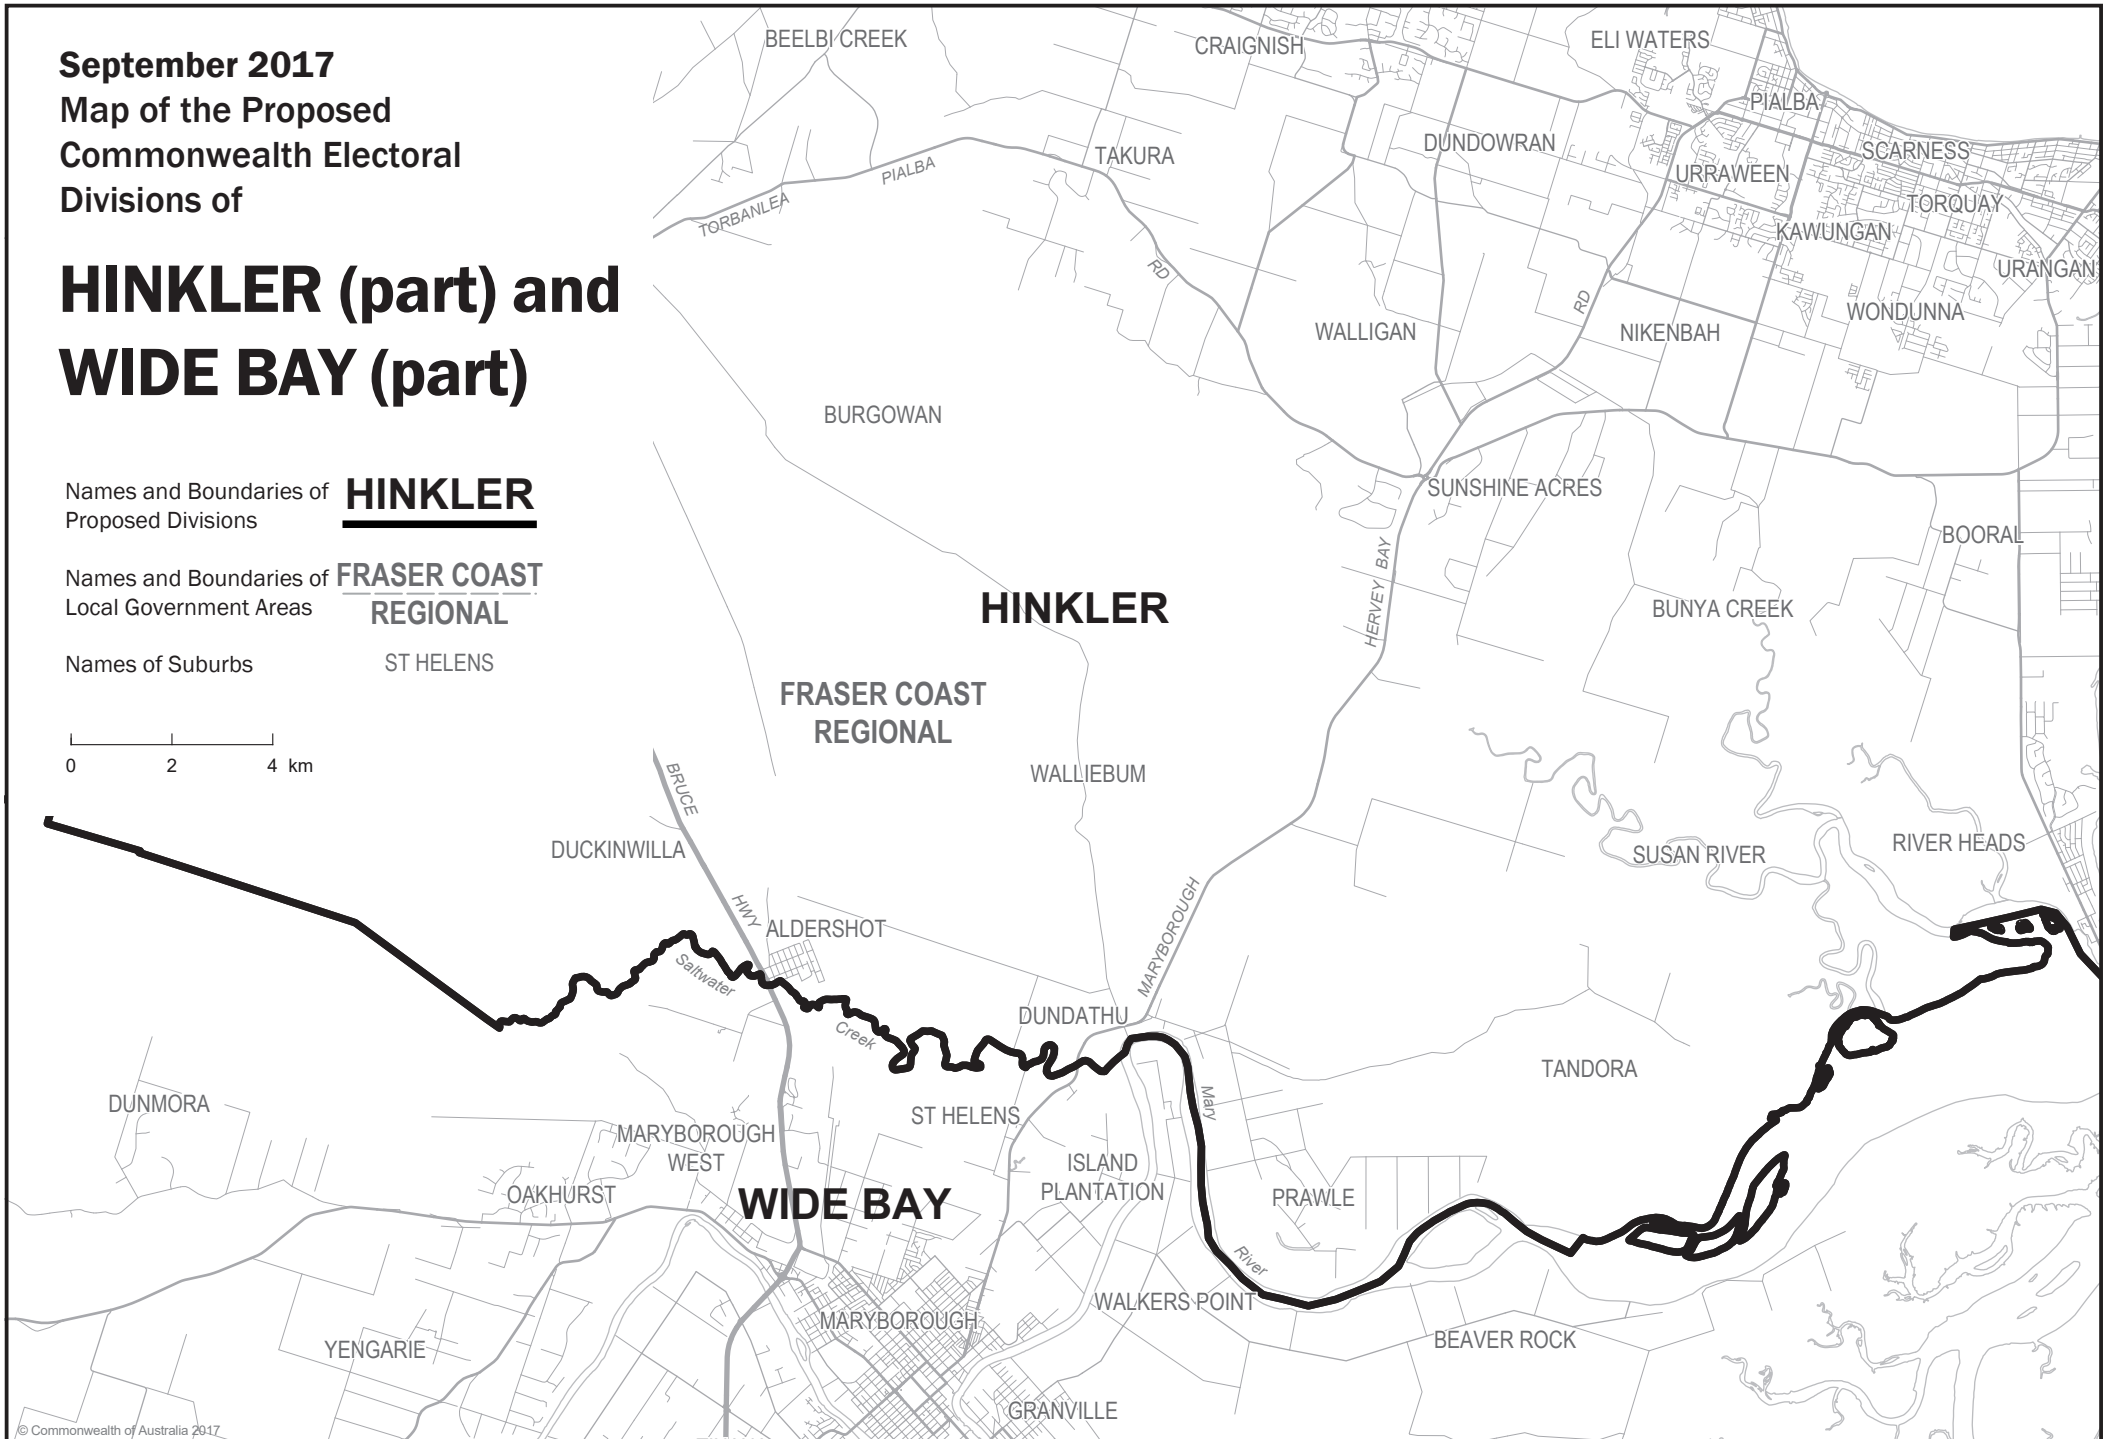 September 2017
Map of the Proposed
Commonwealth Electoral
Divisions of
HINKLER (part) and
WIDE BAY (part)
Names and Boundaries of
Proposed Divisions
HINKLER
Names and Boundaries of
Local Government Areas
FRASER COAST
REGIONAL
Names of Suburbs
ST HELENS
0 2 4 km
BEELBI CREEK
CRAIGNISH
ELI WATERS
PIALBA
DUNDOWRAN
SCARNESS
TAKURA
URRAWEEN
PIALBA
TORBANLEA
RD
TORQUAY
KAWUNGAN
URANGAN
RD
WONDUNNA
WALLIGAN
NIKENBAH
BURGOWAN
SUNSHINE ACRES
BOORAL
HERVEY BAY
HINKLER
BUNYA CREEK
FRASER COAST
REGIONAL
WALLIEBUM
BRUCE
DUCKINWILLA
SUSAN RIVER
RIVER HEADS
HWY
ALDERSHOT
MARYBOROUGH
Saltwater
Creek
DUNDATHU
TANDORA
DUNMORA
Mary
ST HELENS
MARYBOROUGH
WEST
ISLAND
PLANTATION
OAKHURST
WIDE BAY
PRAWLE
River
WALKERS POINT
MARYBOROUGH
BEAVER ROCK
YENGARIE
GRANVILLE
© Commonwealth of Australia 2017